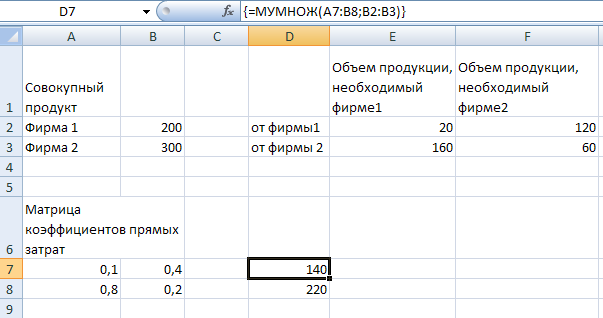 D7
fx
{=МУМНОЖ(A7:B8;B2:B3)}
A B C D E F
1
Совокупный
продукт
Объем продукции,
необходимый
фирме1
Объем продукции,
необходимый
фирме2
2 Фирма 1 200 от фирмы1 20 120
3 Фирма 2 300 от фирмы 2 160 60
4
5
6
Матрица
коэффициентов прямых
затрат
7 0,1 0,4 140
8 0,8 0,2 220
9